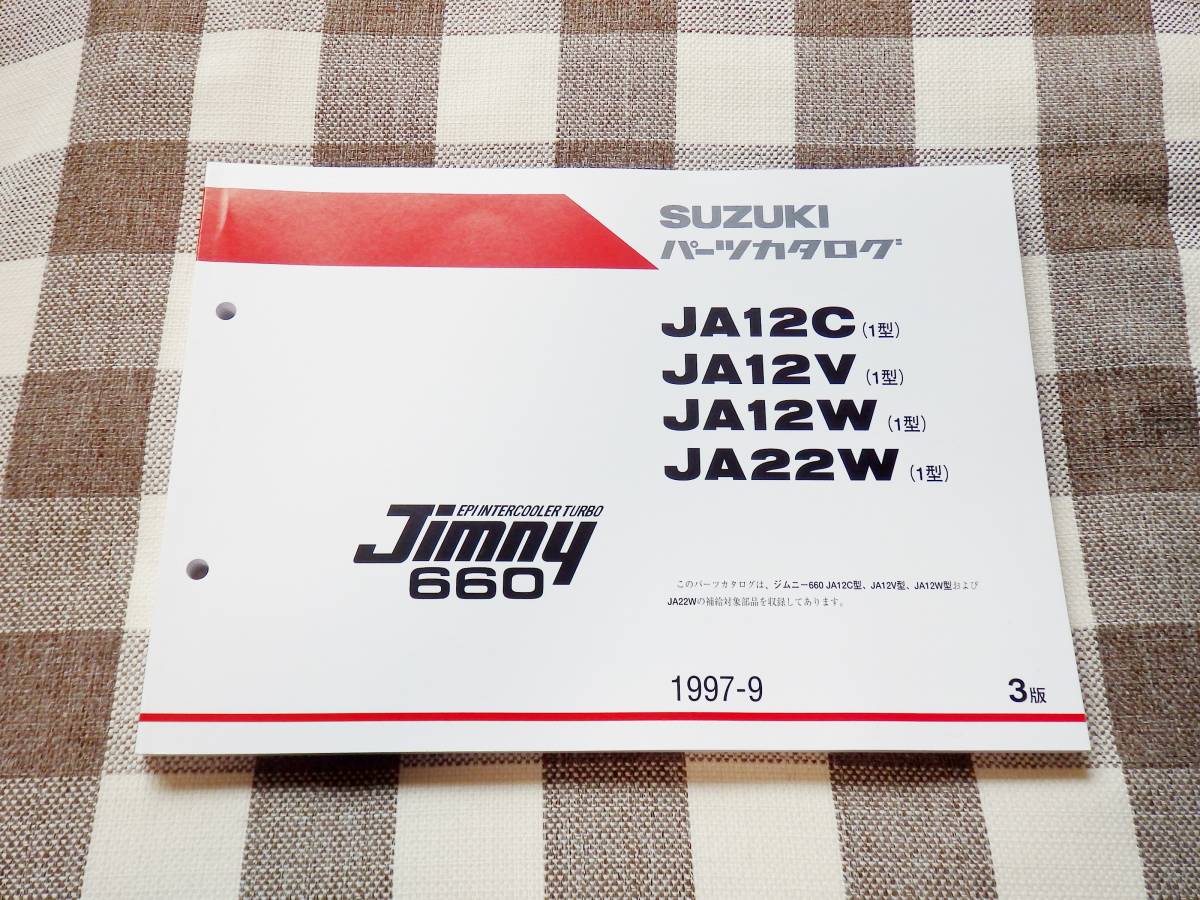 SUZUKI
パーツカタログ
JA12C(1型)
JA12V(1型)
JA12W(1型)
JA22W(1型)
EPI INTERCOOLER TURBO
Jimny
660
このパーツカタログは、ジムニー660 JA12C型、JA12V型、JA12W型および
JA22Wの補給対象部品を収録してあります。
1997-9
3版